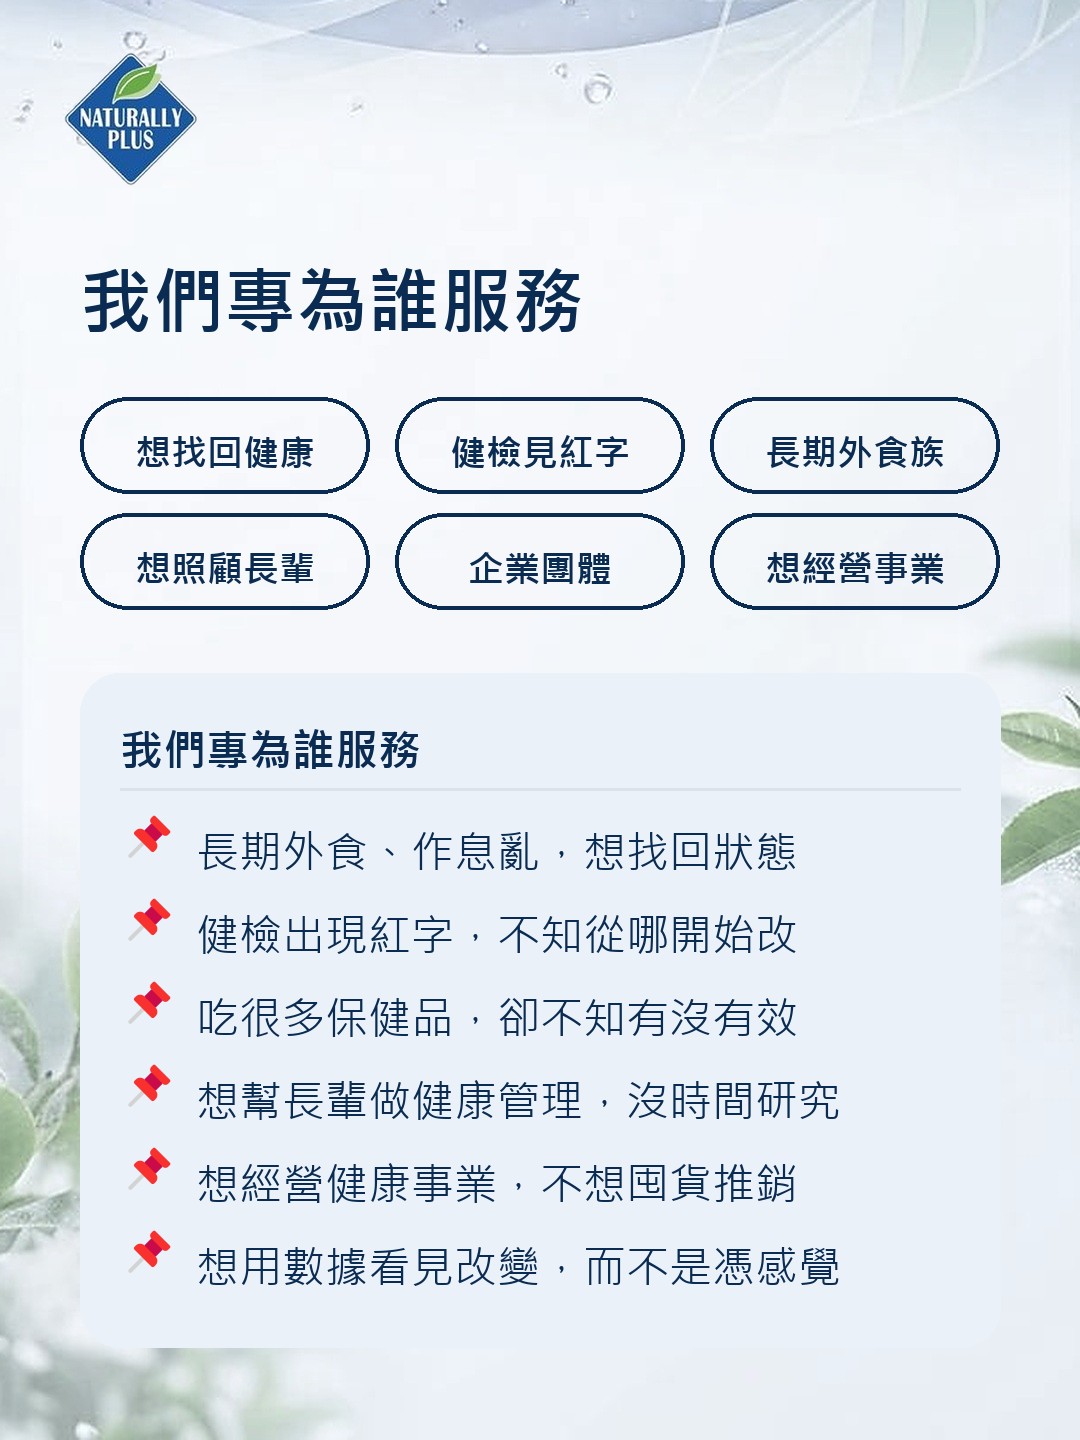 NATURALLY
PLUS
我們專為誰服務
想找回健康
健檢見紅字
長期外食族
想照顧長輩
企業團體
想經營事業
我們專為誰服務
長期外食、作息亂，想找回狀態
健檢出現紅字，不知從哪開始改
吃很多保健品，卻不知有沒有效
想幫長輩做健康管理，沒時間研究
想經營健康事業，不想囤貨推銷
想用數據看見改變，而不是憑感覺